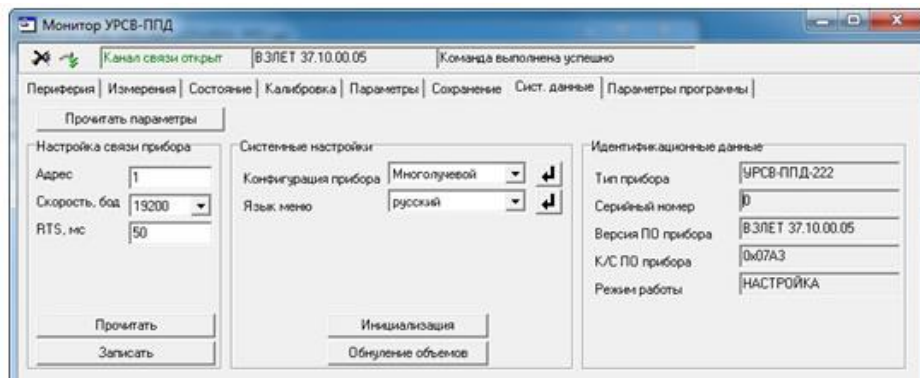 Монитор УРСВ-ППД
Канал связи открыт ВЗЛЕТ 37.10.00.05 Команда выполнена успешно
Периферия Измерения Состояние Калибровка Параметры Сохранение Сист. данные Параметры программы
Прочитать параметры
Настройка связи прибора
Адрес 1
Скорость, бод 19200
RTS, мс 50
Прочитать
Записать
Системные настройки
Конфигурация прибора Многолучевой
Язык меню русский
Инициализация
Обнуление объемов
Идентификационные данные
Тип прибора УРСВ-ППД-222
Серийный номер 0
Версия ПО прибора ВЗЛЕТ 37.10.00.05
К/С ПО прибора 0x07A3
Режим работы НАСТРОЙКА